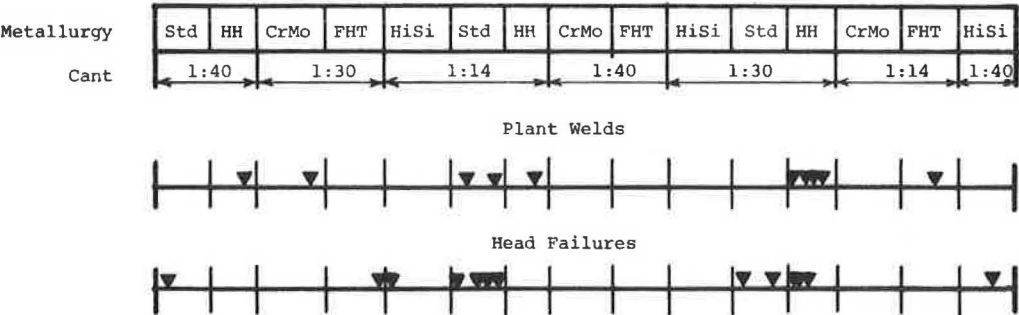 Metallurgy Std HH CrMo FHT HiSi Std HH CrMo FHT HiSi Std HH CrMo FHT HiSi
Cant 1:40 1:30 1:14 1:40 1:30 1:14 1:40
Plant Welds
Head Failures